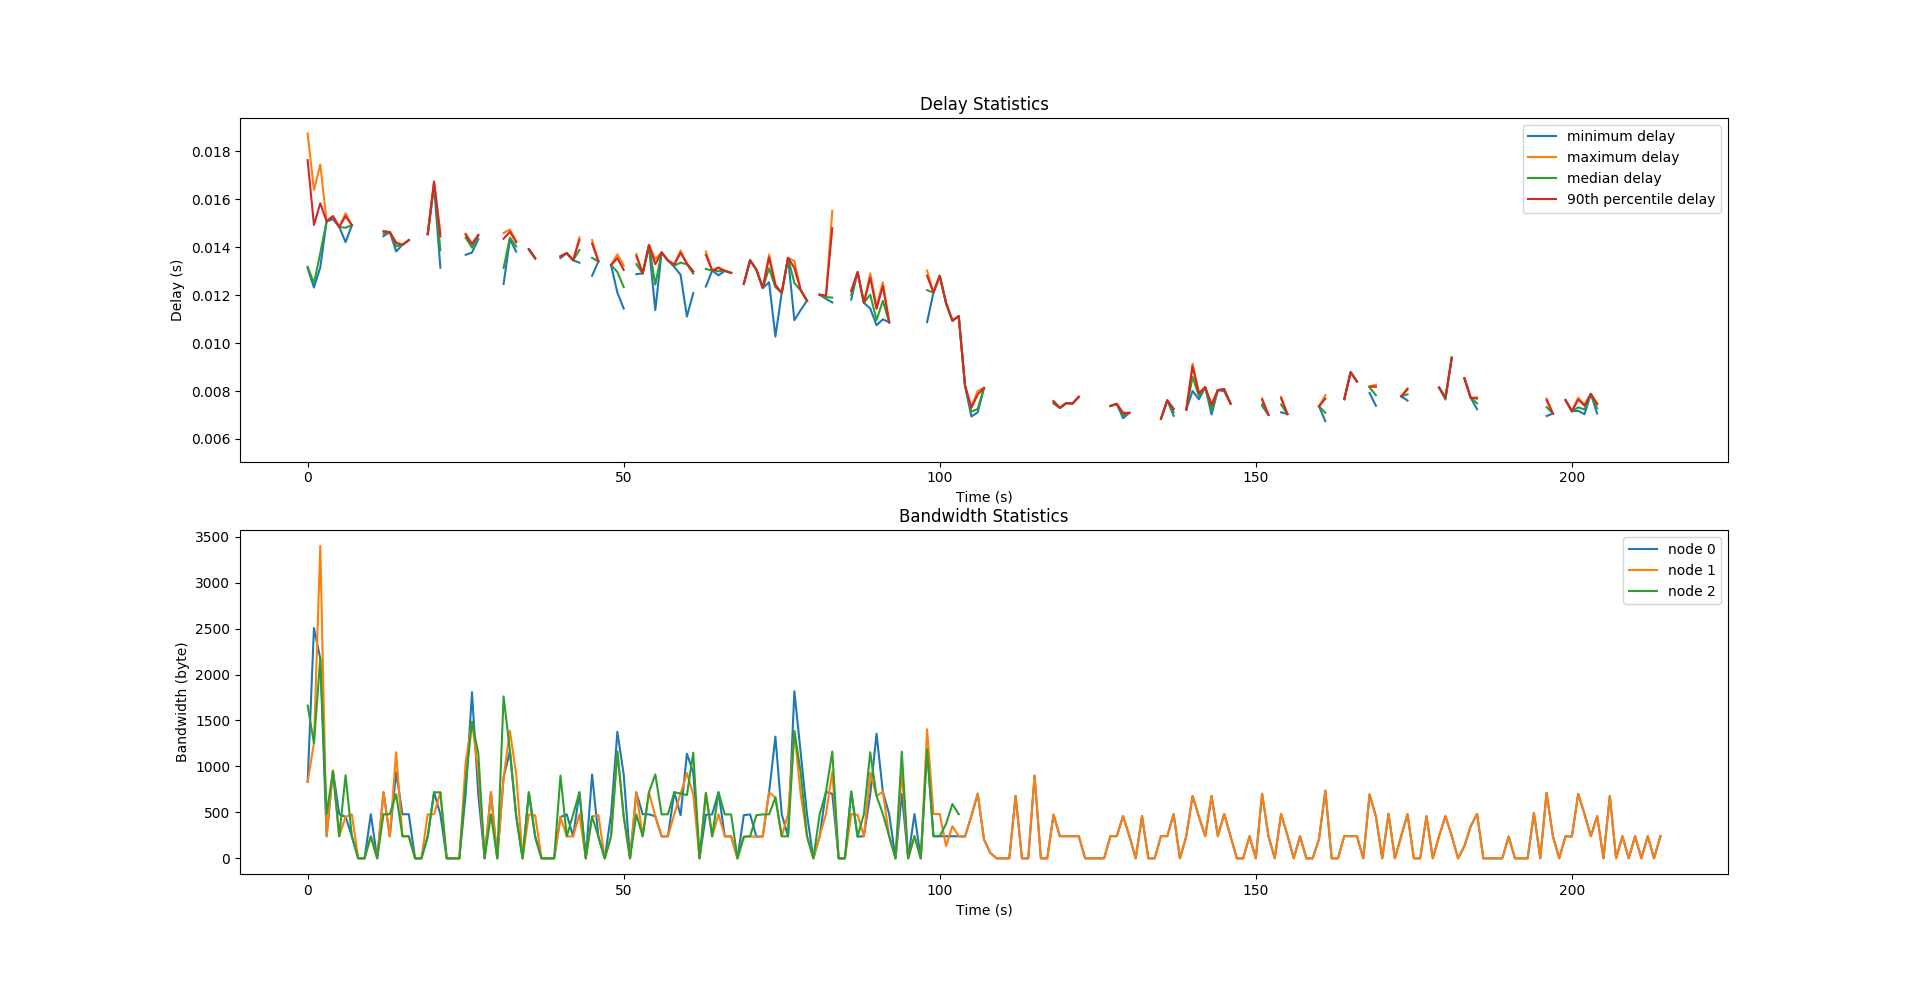 Delay Statistics
0.018
0.016
0.014
0.012
0.010
0.008
0.006
Delay (s)
minimum delay
maximum delay
median delay
90th percentile delay
0 50 100 150 200
Time (s)
Bandwidth Statistics
3500
3000
2500
2000
1500
1000
500
0
Bandwidth (byte)
node 0
node 1
node 2
0 50 100 150 200
Time (s)